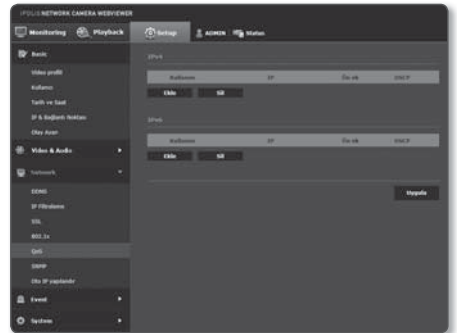 iPOLiS NETWORK CAMERA WEBVIEWER
Monitoring
Playback
Setup
ADMIN
Status
Basic
Video profili
Kullanıcı
Tarih ve Saat
IP & Bağlantı Noktası
Olay Ayarı
Video & Audio
Network
DDNS
IP Filtreleme
SSL
802.1x
QoS
SNMP
Oto IP yapılandır
Event
System
IPv4
Kullanım IP Ön ek DSCP
Ekle Sil
IPv6
Kullanım IP Ön ek DSCP
Ekle Sil
Uygula